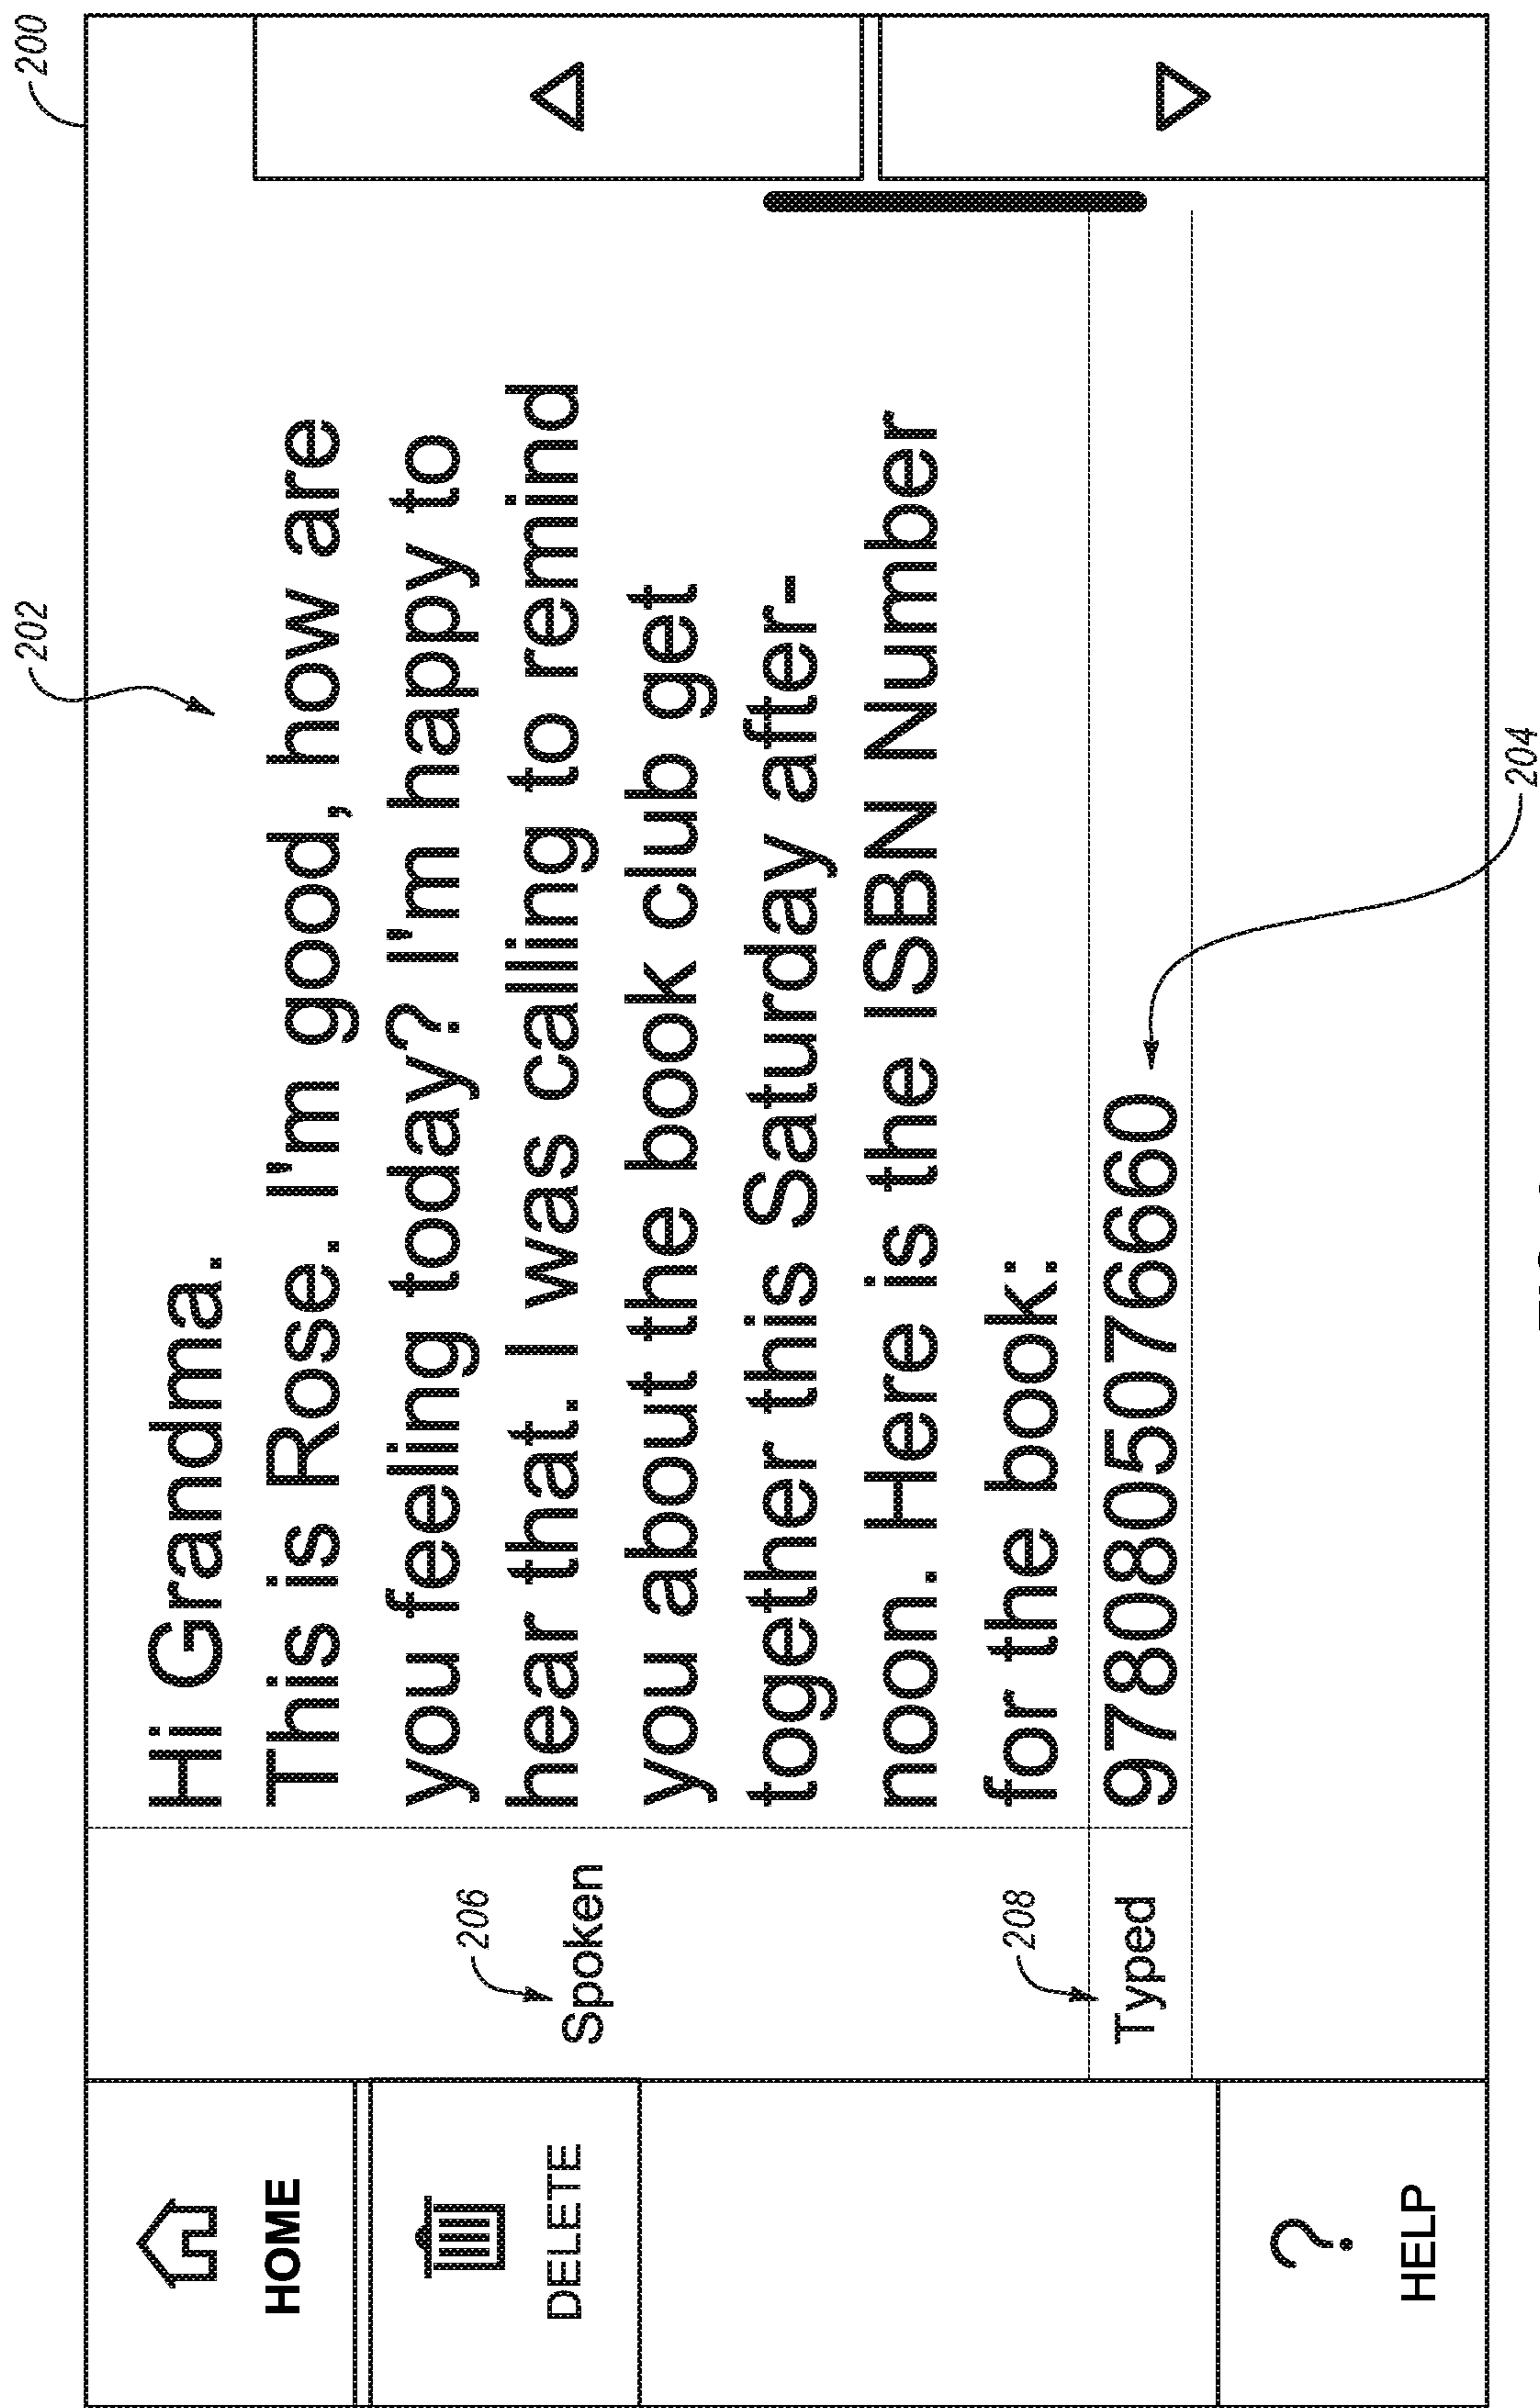 200
202
HOME
DELETE
HELP
206
Spoken
208
Typed
Hi Grandma.
This is Rose. I'm good, how are
you feeling today? I'm happy to
hear that. I was calling to remind
you about the book club get
together this Saturday after-
noon. Here is the ISBN Number
for the book:
9780805076660
204